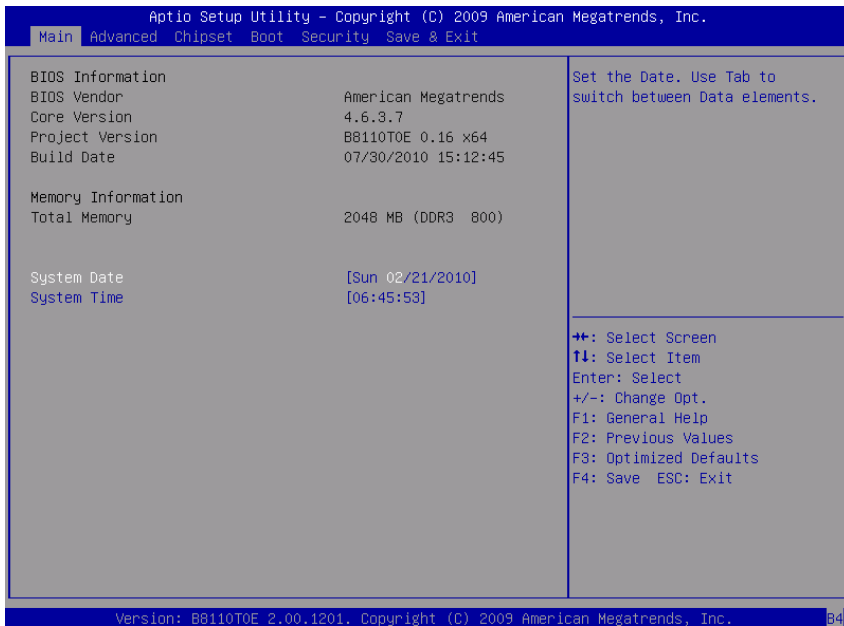 Aptio Setup Utility – Copyright (C) 2009 American Megatrends, Inc.
Main Advanced Chipset Boot Security Save & Exit
BIOS Information
BIOS Vendor American Megatrends
Core Version 4.6.3.7
Project Version B8110T0E 0.16 x64
Build Date 07/30/2010 15:12:45
Memory Information
Total Memory 2048 MB (DDR3 800)
System Date [Sun 02/21/2010]
System Time [06:45:53]
Set the Date. Use Tab to
switch between Data elements.
→←: Select Screen
↑↓: Select Item
Enter: Select
+/-: Change Opt.
F1: General Help
F2: Previous Values
F3: Optimized Defaults
F4: Save ESC: Exit
Version: B8110T0E 2.00.1201. Copyright (C) 2009 American Megatrends, Inc.
B4